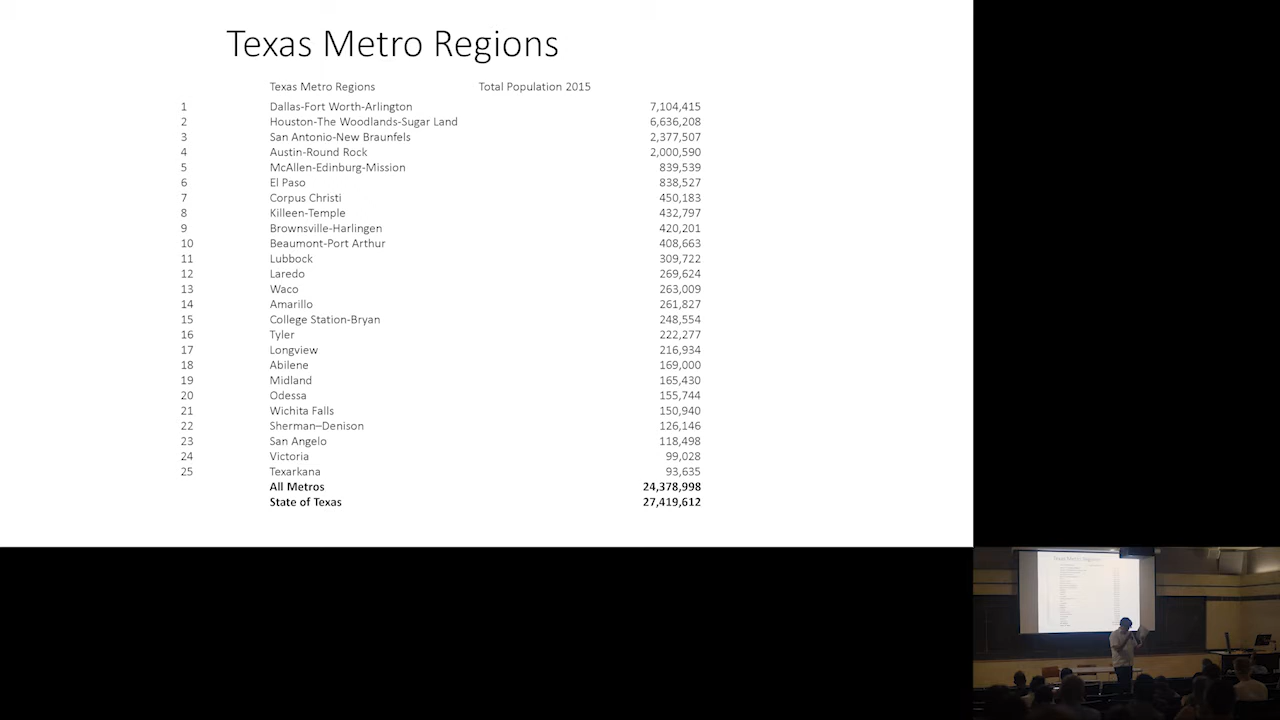 Texas Metro Regions
Texas Metro Regions Total Population 2015
1 Dallas-Fort Worth-Arlington 7,104,415
2 Houston-The Woodlands-Sugar Land 6,636,208
3 San Antonio-New Braunfels 2,377,507
4 Austin-Round Rock 2,000,590
5 McAllen-Edinburg-Mission 839,539
6 El Paso 838,527
7 Corpus Christi 450,183
8 Killeen-Temple 432,797
9 Brownsville-Harlingen 420,201
10 Beaumont-Port Arthur 408,663
11 Lubbock 309,722
12 Laredo 269,624
13 Waco 263,009
14 Amarillo 261,827
15 College Station-Bryan 248,554
16 Tyler 222,277
17 Longview 216,934
18 Abilene 169,000
19 Midland 165,430
20 Odessa 155,744
21 Wichita Falls 150,940
22 Sherman–Denison 126,146
23 San Angelo 118,498
24 Victoria 99,028
25 Texarkana 93,635
All Metros 24,378,998
State of Texas 27,419,612
Texas Metro Regions